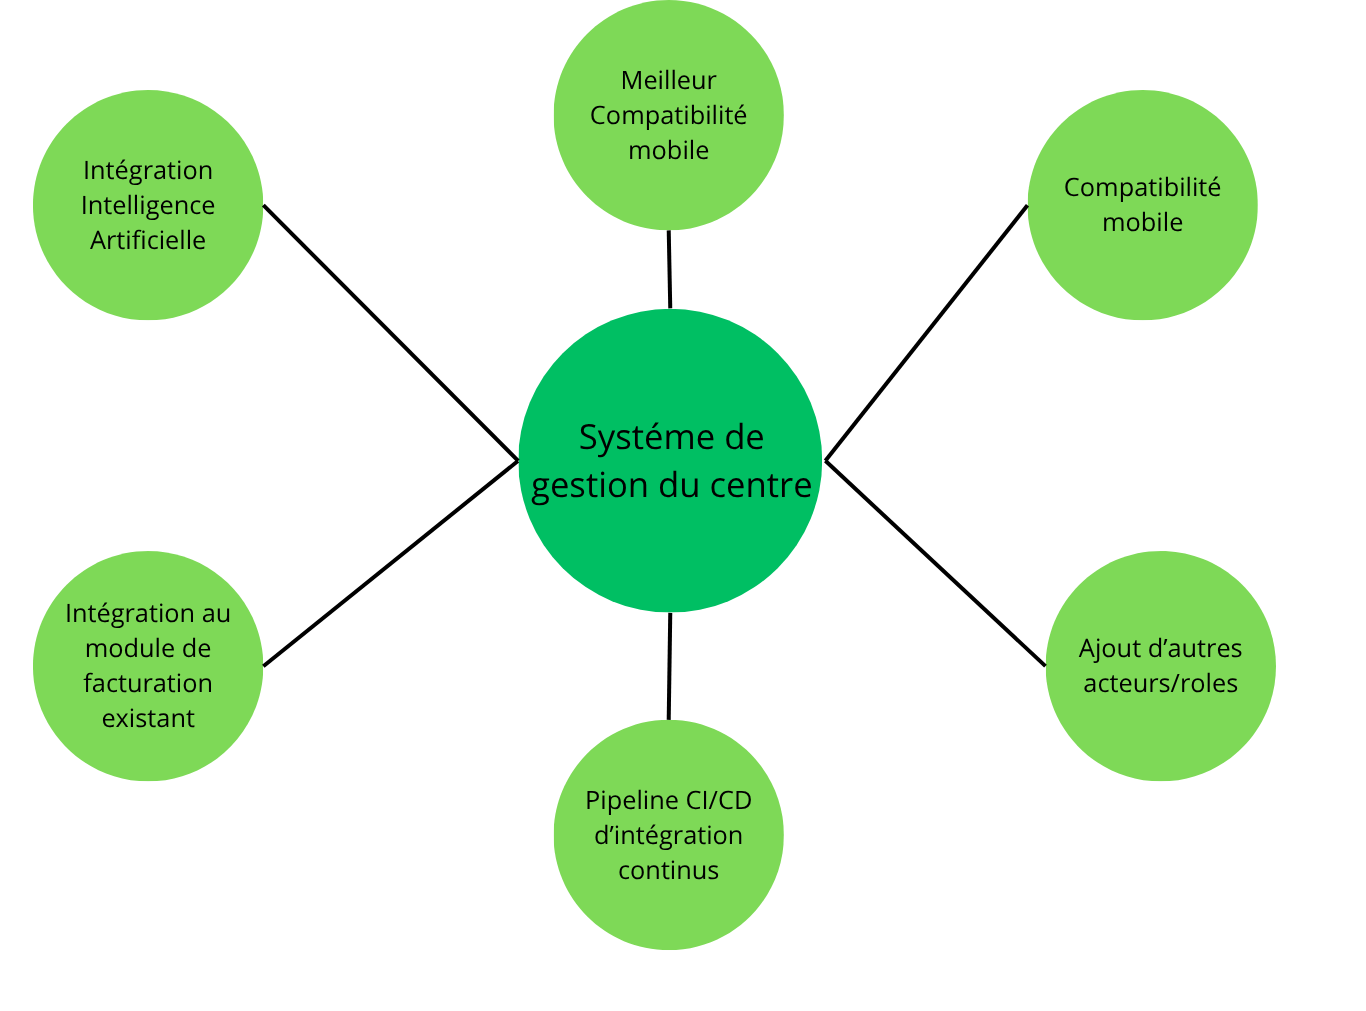 Meilleur
Compatibilité
mobile
Intégration
Intelligence
Artificielle
Compatibilité
mobile
Systéme de
gestion du centre
Intégration au
module de
facturation
existant
Ajout d’autres
acteurs/roles
Pipeline CI/CD
d’intégration
continus